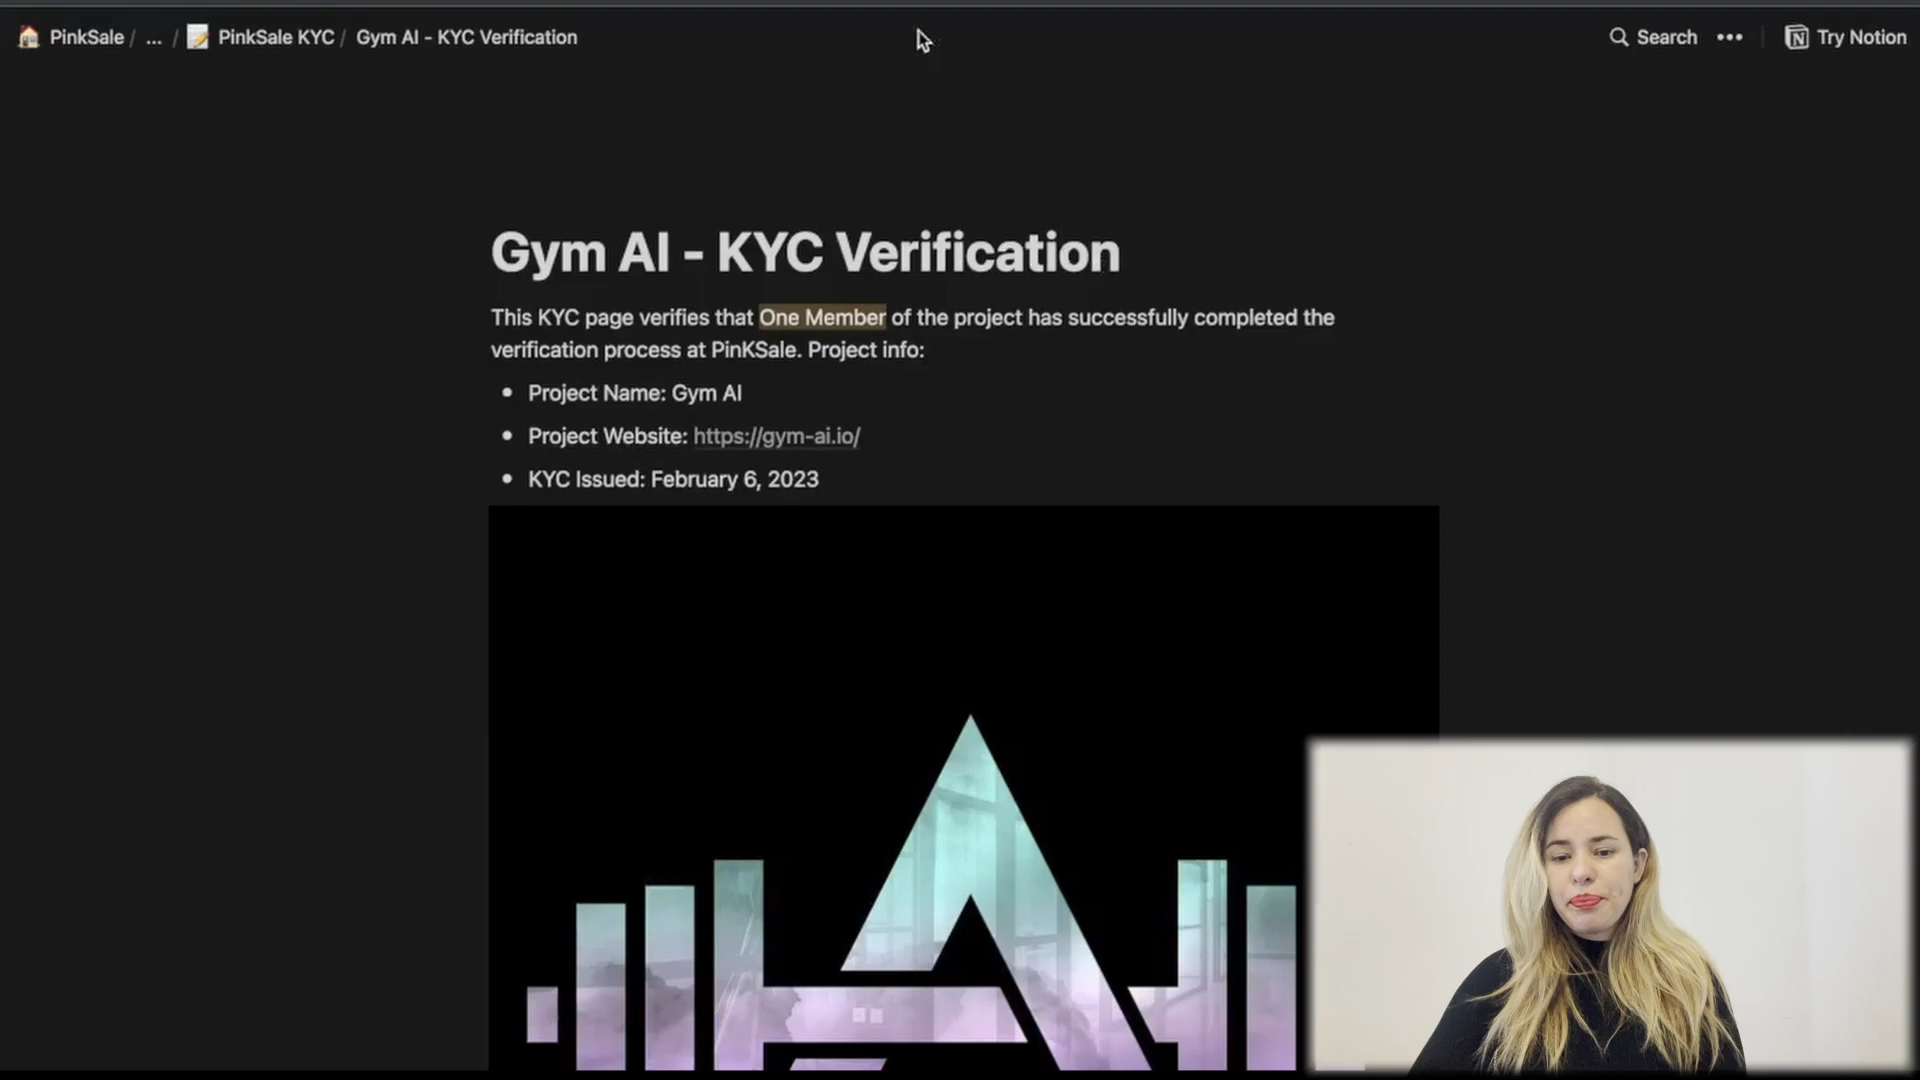 PinkSale / ... / PinkSale KYC / Gym AI - KYC Verification
Search
Try Notion
Gym AI - KYC Verification
This KYC page verifies that One Member of the project has successfully completed the
verification process at PinKSale. Project info:
• Project Name: Gym AI
• Project Website: https://gym-ai.io/
• KYC Issued: February 6, 2023